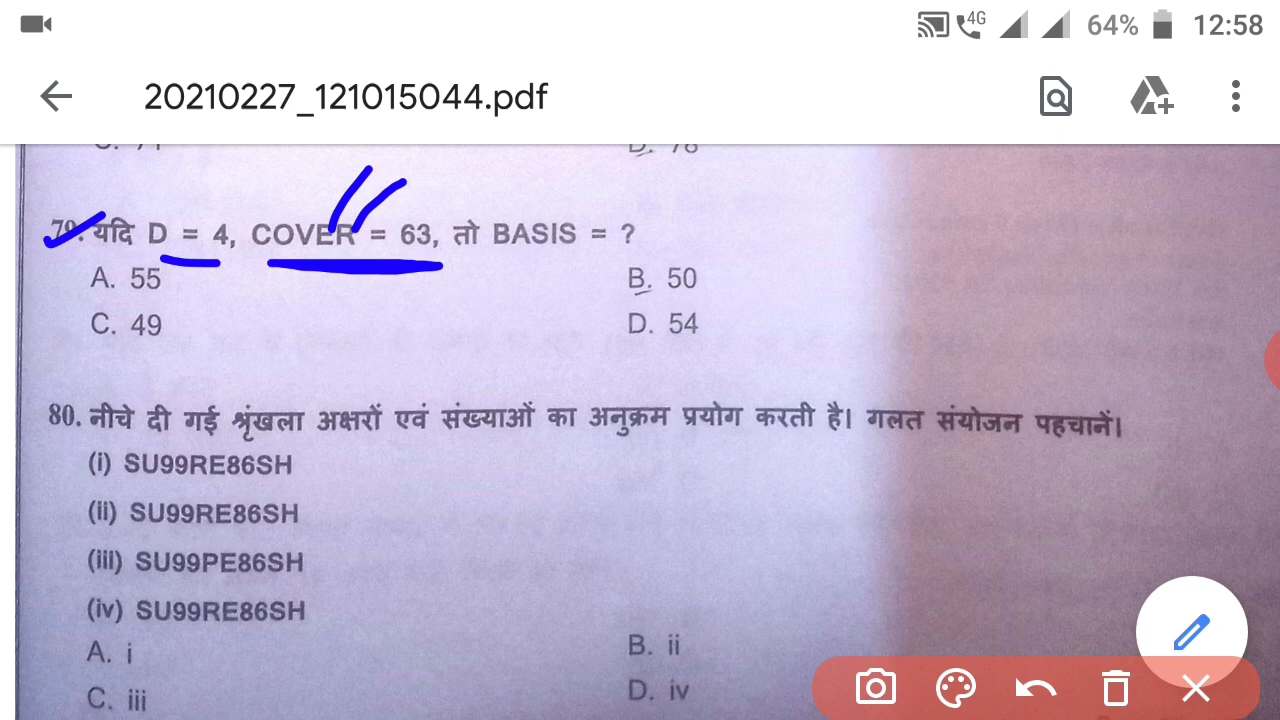 4G 64% 12:58
20210227_121015044.pdf
79. यदि D = 4, COVER = 63, तो BASIS = ?
A. 55
B. 50
C. 49
D. 54
80. नीचे दी गई श्रृंखला अक्षरों एवं संख्याओं का अनुक्रम प्रयोग करती है। गलत संयोजन पहचानें।
(i) SU99RE86SH
(ii) SU99RE86SH
(iii) SU99PE86SH
(iv) SU99RE86SH
A. i
B. ii
C. iii
D. iv